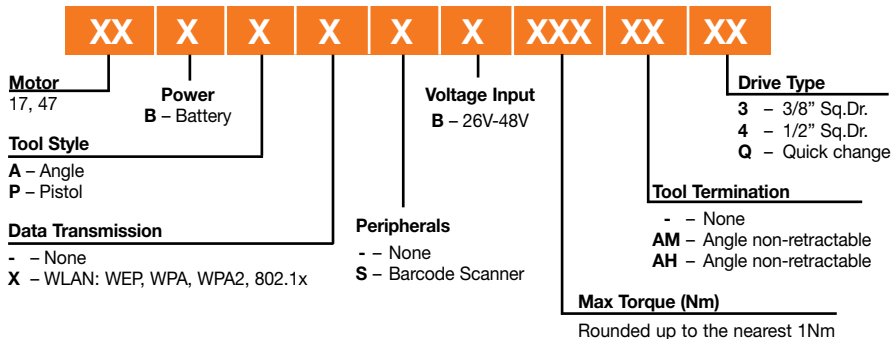 XX X X X X X XXX XX XX
Motor
17, 47
Power
B – Battery
Tool Style
A – Angle
P – Pistol
Data Transmission
- – None
X – WLAN: WEP, WPA, WPA2, 802.1x
Peripherals
- – None
S – Barcode Scanner
Voltage Input
B – 26V-48V
Max Torque (Nm)
Rounded up to the nearest 1Nm
Tool Termination
- – None
AM – Angle non-retractable
AH – Angle non-retractable
Drive Type
3 – 3/8” Sq.Dr.
4 – 1/2” Sq.Dr.
Q – Quick change